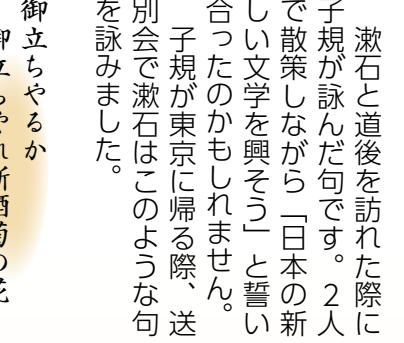 漱石と道後を訪れた際に
子規が詠んだ句です。2人
で散策しながら「日本の新
しい文学を興そう」と誓い
合ったのかもしれません。
子規が東京に帰る際、送
別会で漱石はこのような句
を詠みました。
御立ちやるか
御立ちやれ新酒菊の花